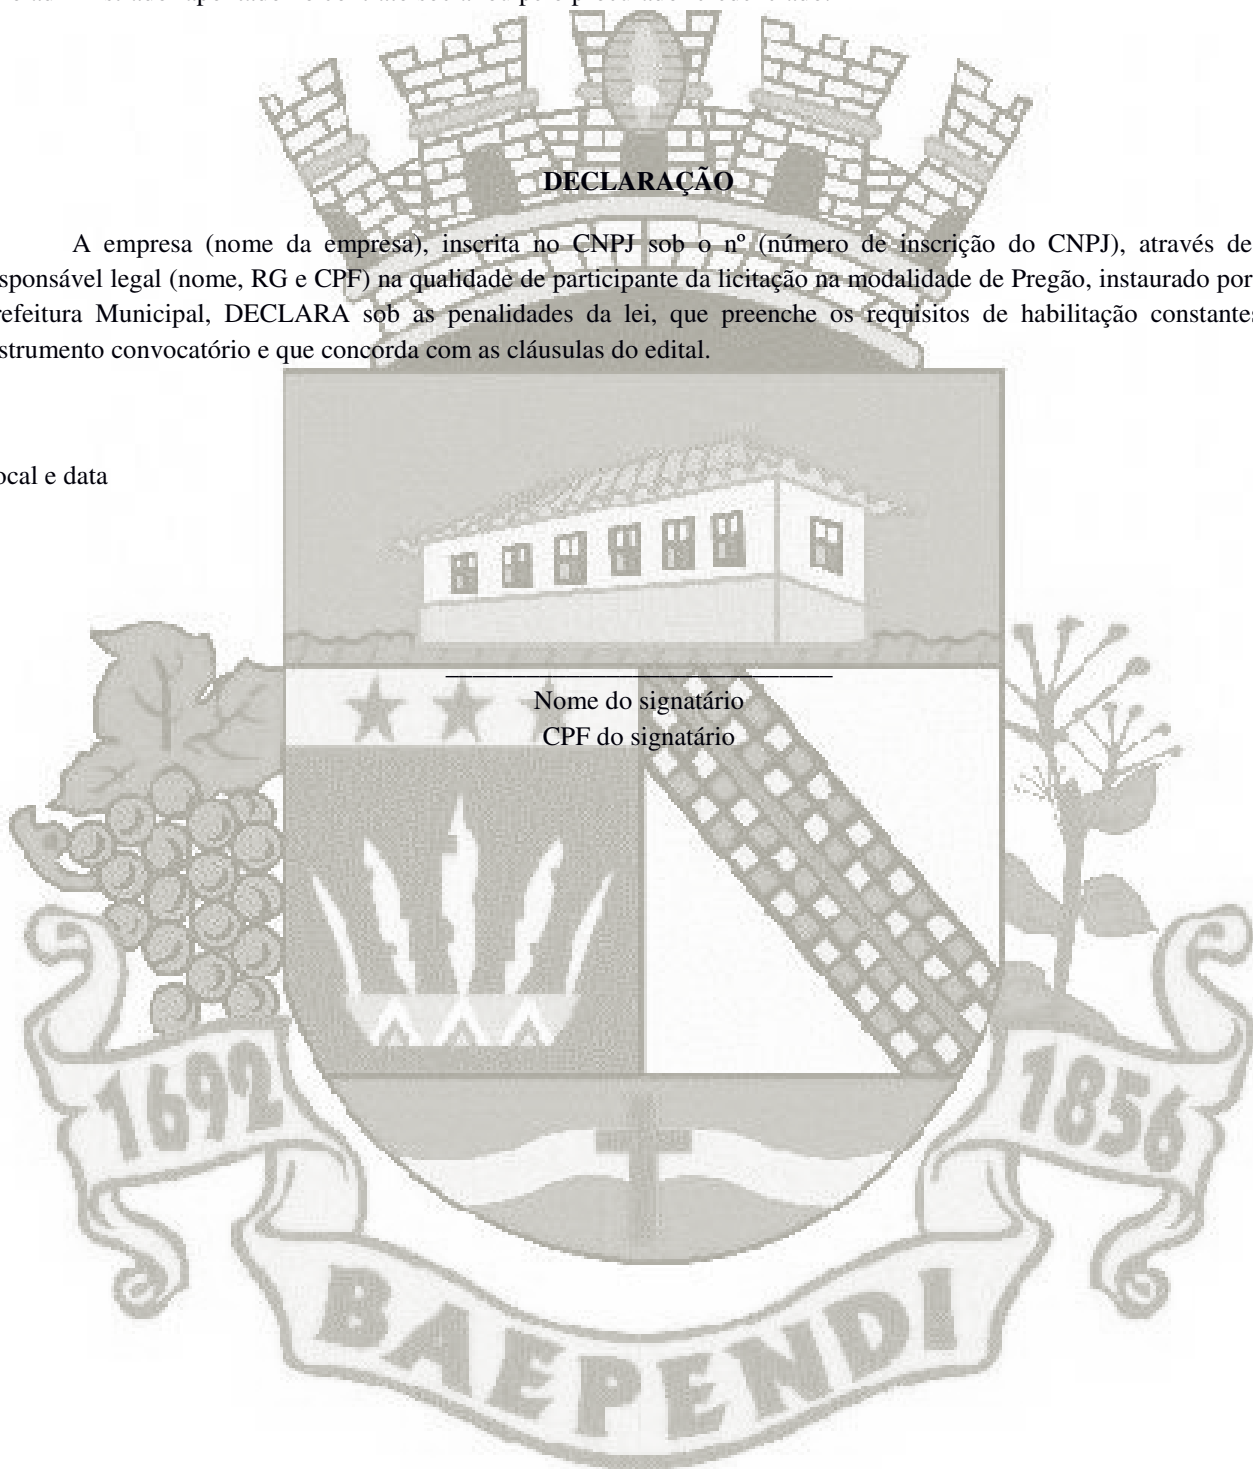 DECLARAÇÃO
A empresa (nome da empresa), inscrita no CNPJ sob o nº (número de inscrição do CNPJ), através de
sponsável legal (nome, RG e CPF) na qualidade de participante da licitação na modalidade de Pregão, instaurado por
refeitura Municipal, DECLARA sob as penalidades da lei, que preenche os requisitos de habilitação constantes
strumento convocatório e que concorda com as cláusulas do edital.
ocal e data
Nome do signatário
CPF do signatário
1692
1856
BAEPENDI